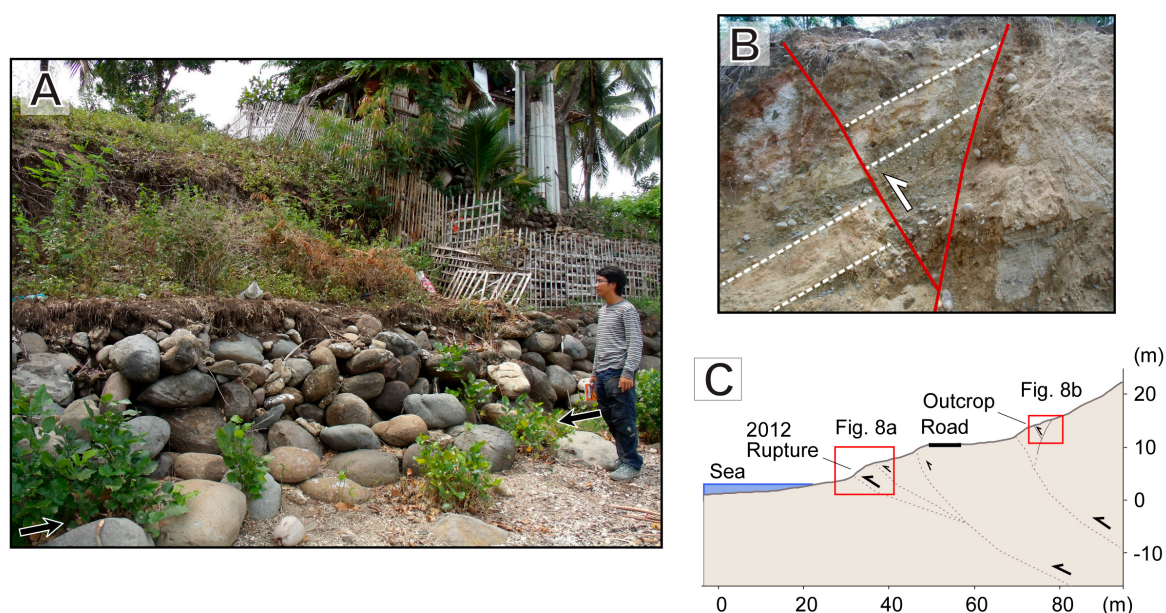 A
B
C
(m)
20
10
0
-10
Fig. 8b
Outcrop
Road
Fig. 8a
2012
Rupture
Sea
0
20
40
60
80
(m)